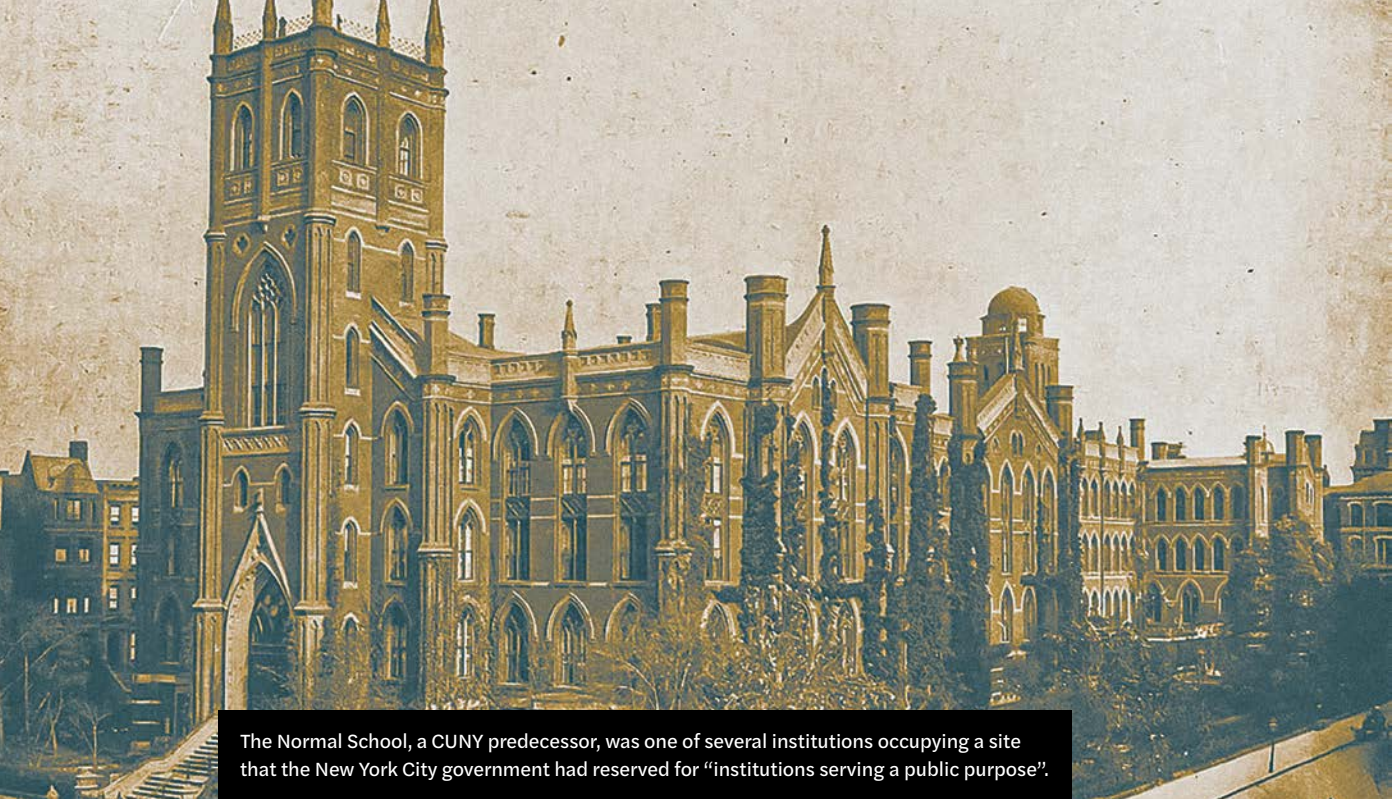 The Normal School, a CUNY predecessor, was one of several institutions occupying a site
that the New York City government had reserved for “institutions serving a public purpose”.